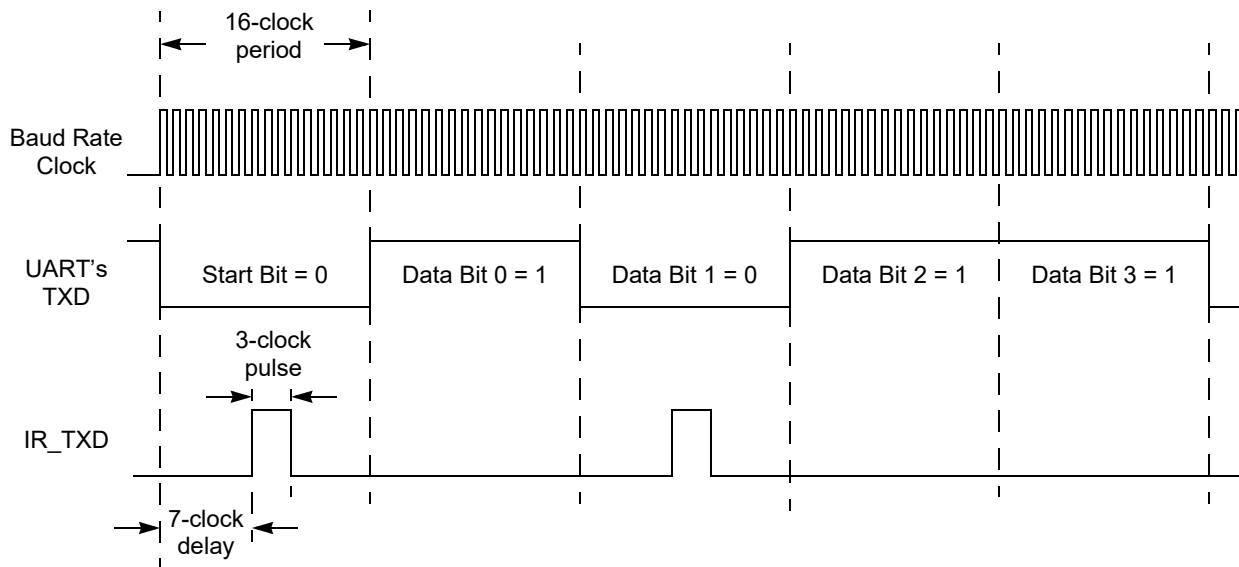 16-clock
period
Baud Rate
Clock
UART's
TXD
Start Bit = 0
Data Bit 0 = 1
Data Bit 1 = 0
Data Bit 2 = 1
Data Bit 3 = 1
3-clock
pulse
IR_TXD
7-clock
delay